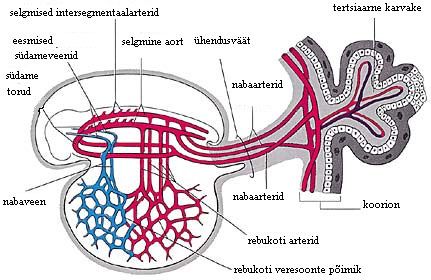 selgmised intersegmentaalarterid
tertsiaarne karvake
eesmised
südameveenid
selgmine aort
ühendusväät
südame
torud
nabaarterid
nabaveen
nabaarterid
koorion
rebukoti arterid
rebukoti veresoonte põimik